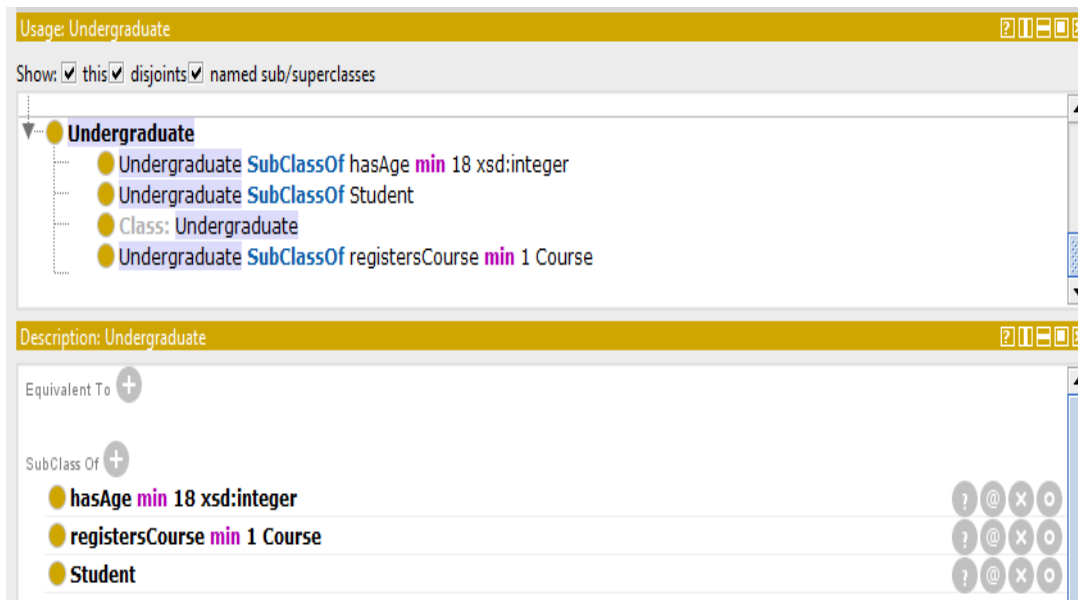 Usage: Undergraduate
Show: this disjoints named sub/superclasses
Undergraduate
Undergraduate SubClassOf hasAge min 18 xsd:integer
Undergraduate SubClassOf Student
Class: Undergraduate
Undergraduate SubClassOf registersCourse min 1 Course
Description: Undergraduate
Equivalent To
SubClass Of
hasAge min 18 xsd:integer
registersCourse min 1 Course
Student